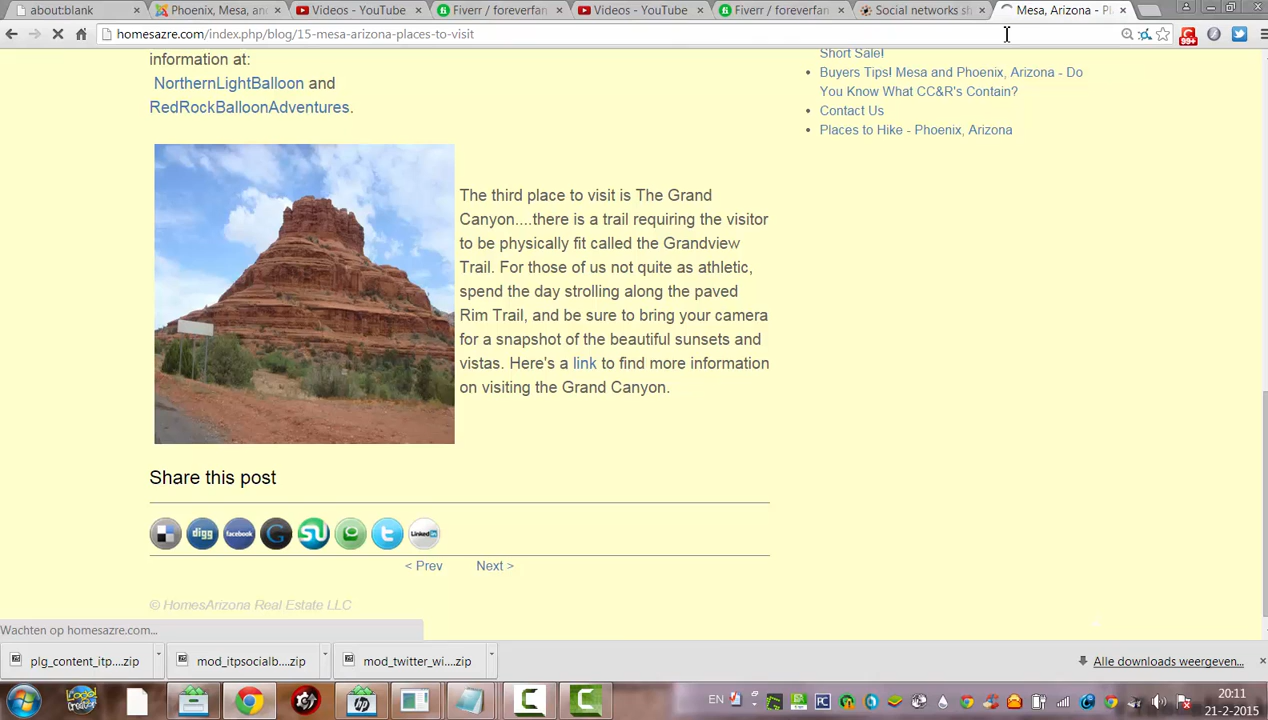 about:blank
Phoenix, Mesa, an
Videos - YouTube
Fiverr / foreverfan
Videos - YouTube
Fiverr / foreverfan
Social networks sh
Mesa, Arizona - Pl
homesazre.com/index.php/blog/15-mesa-arizona-places-to-visit
99+
information at:
NorthernLightBalloon and
RedRockBalloonAdventures.
Short Sale!
Buyers Tips! Mesa and Phoenix, Arizona - Do
You Know What CC&R's Contain?
Contact Us
Places to Hike - Phoenix, Arizona
The third place to visit is The Grand
Canyon....there is a trail requiring the visitor
to be physically fit called the Grandview
Trail. For those of us not quite as athletic,
spend the day strolling along the paved
Rim Trail, and be sure to bring your camera
for a snapshot of the beautiful sunsets and
vistas. Here's a link to find more information
on visiting the Grand Canyon.
Share this post
digg
facebook
G
SU
t
Linked in
< Prev
Next >
© HomesArizona Real Estate LLC
Wachten op homesazre.com...
plg_content_itp....zip
mod_itpsocialb....zip
mod_twitter_wi....zip
Alle downloads weergeven...
EN
20:11
21-2-2015